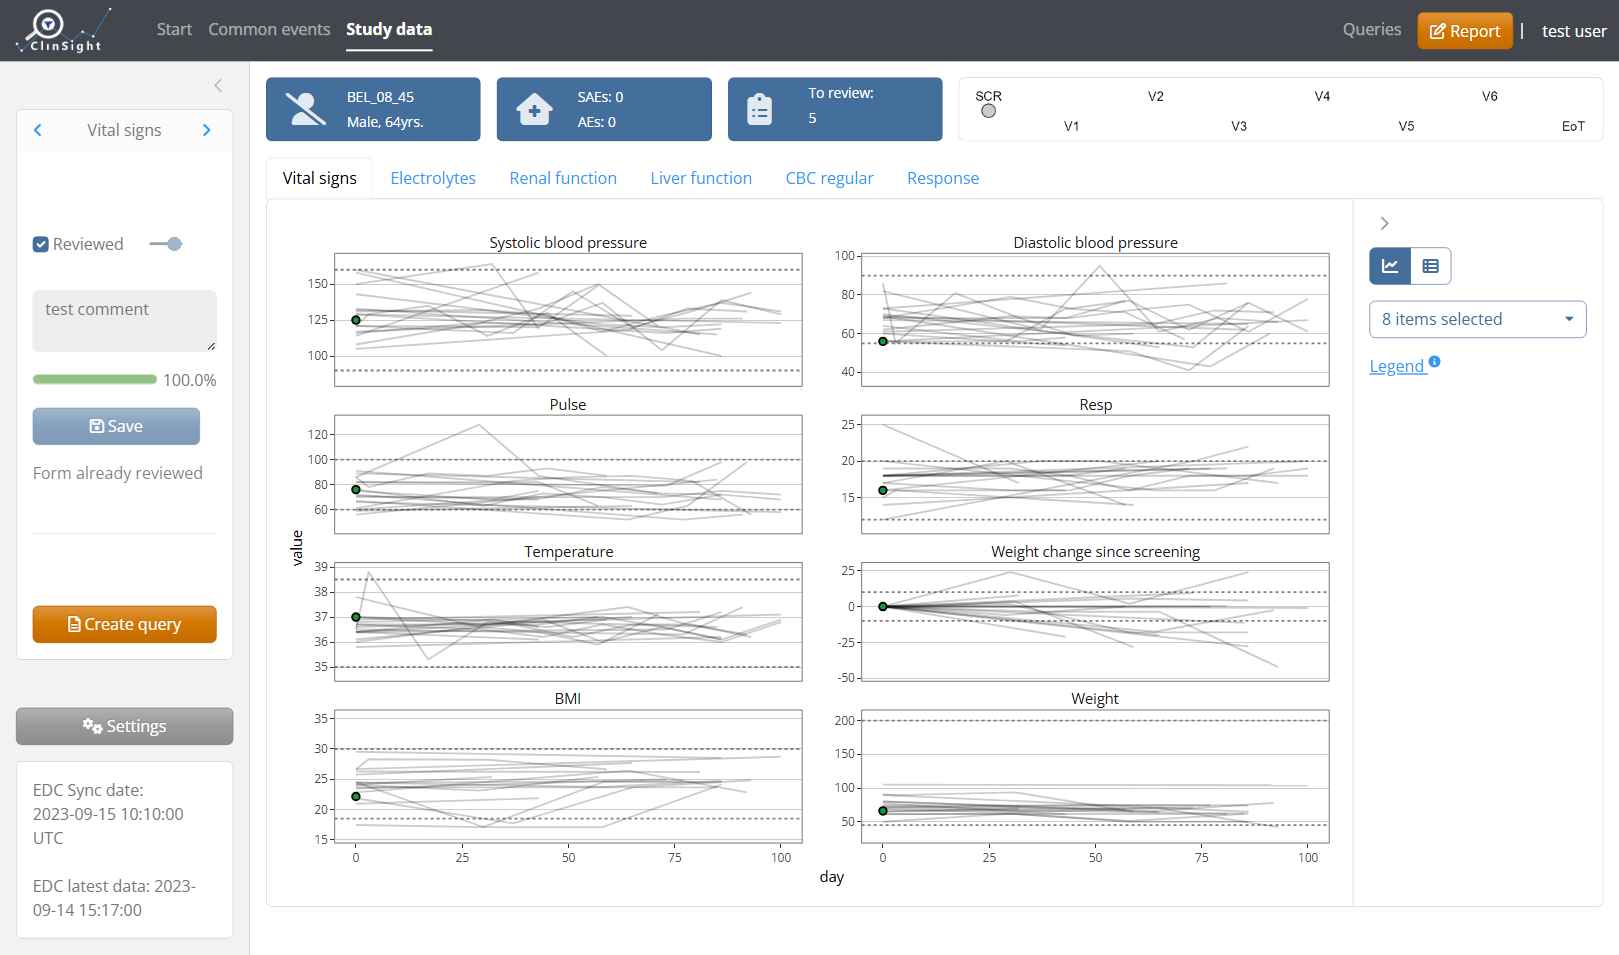 ClinSight
Start Common events Study data
Queries Report | test user
Vital signs
Reviewed
test comment
100.0%
Save
Form already reviewed
Create query
Settings
EDC Sync date:
2023-09-15 10:10:00
UTC
EDC latest data: 2023-
09-14 15:17:00
BEL_08_45
Male, 64yrs.
SAEs: 0
AEs: 0
To review:
5
SCR V2 V4 V6
V1 V3 V5 EoT
Vital signs Electrolytes Renal function Liver function CBC regular Response
Systolic blood pressure
150
125
100
Diastolic blood pressure
100
80
60
40
Pulse
120
100
80
60
Resp
25
20
15
Temperature
39
38
37
36
35
Weight change since screening
25
0
-25
-50
BMI
35
30
25
20
15
0 25 50 75 100
Weight
200
150
100
50
0 25 50 75 100
value
day
8 items selected
Legend